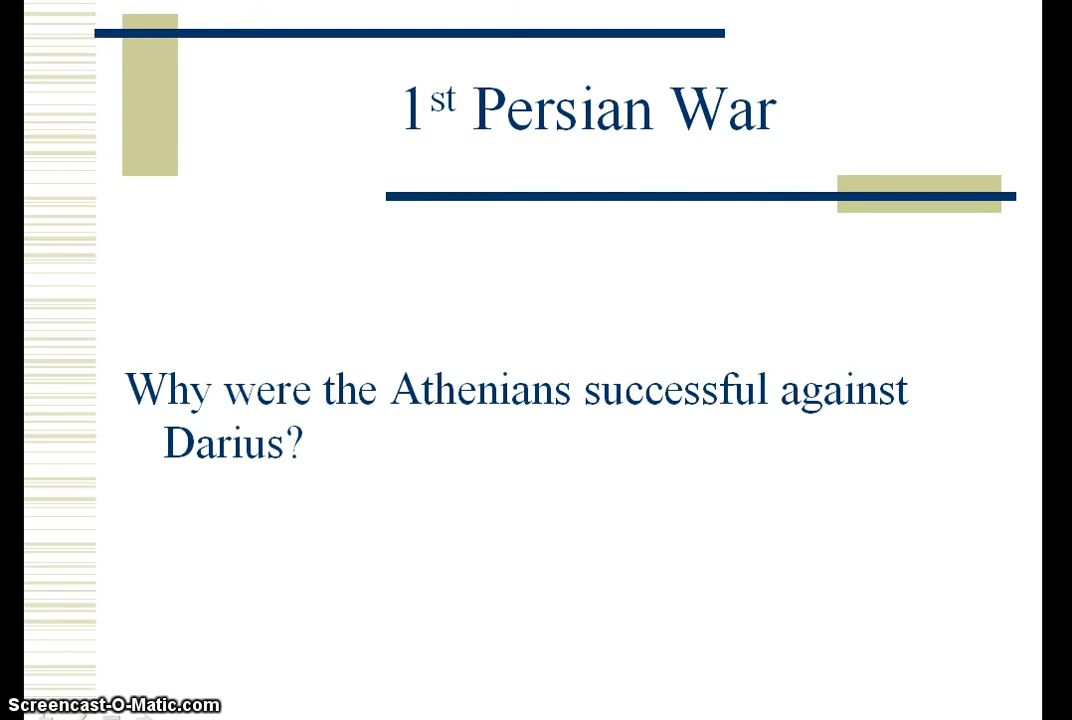 1st Persian War
Why were the Athenians successful against
Darius?
Screencast-O-Matic.com